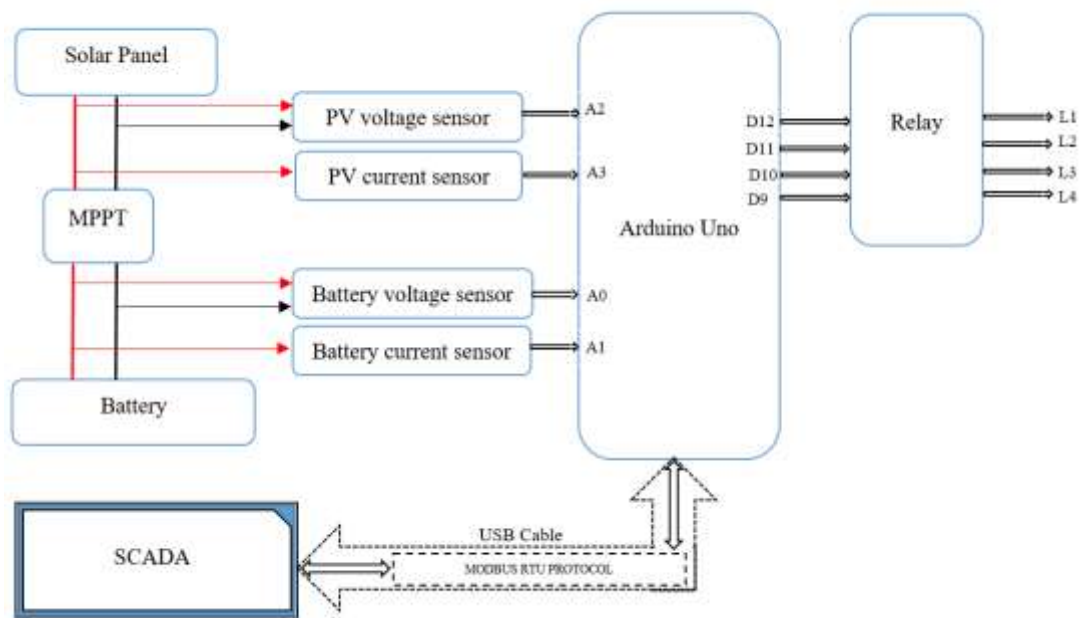 Solar Panel
PV voltage sensor
A2
PV current sensor
A3
MPPT
Battery voltage sensor
A0
Battery current sensor
A1
Battery
Arduino Uno
D12
D11
D10
D9
Relay
L1
L2
L3
L4
SCADA
USB Cable
MODBUS RTU PROTOCOL